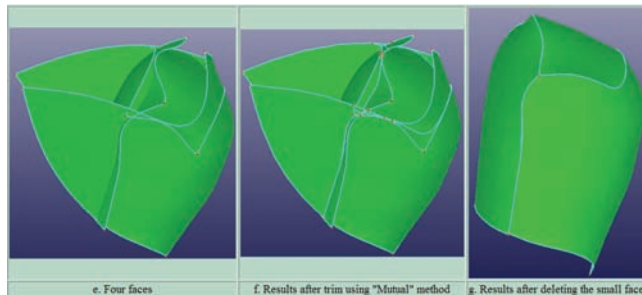 e. Four faces
f. Results after trim using "Mutual" method
g. Results after deleting the small face